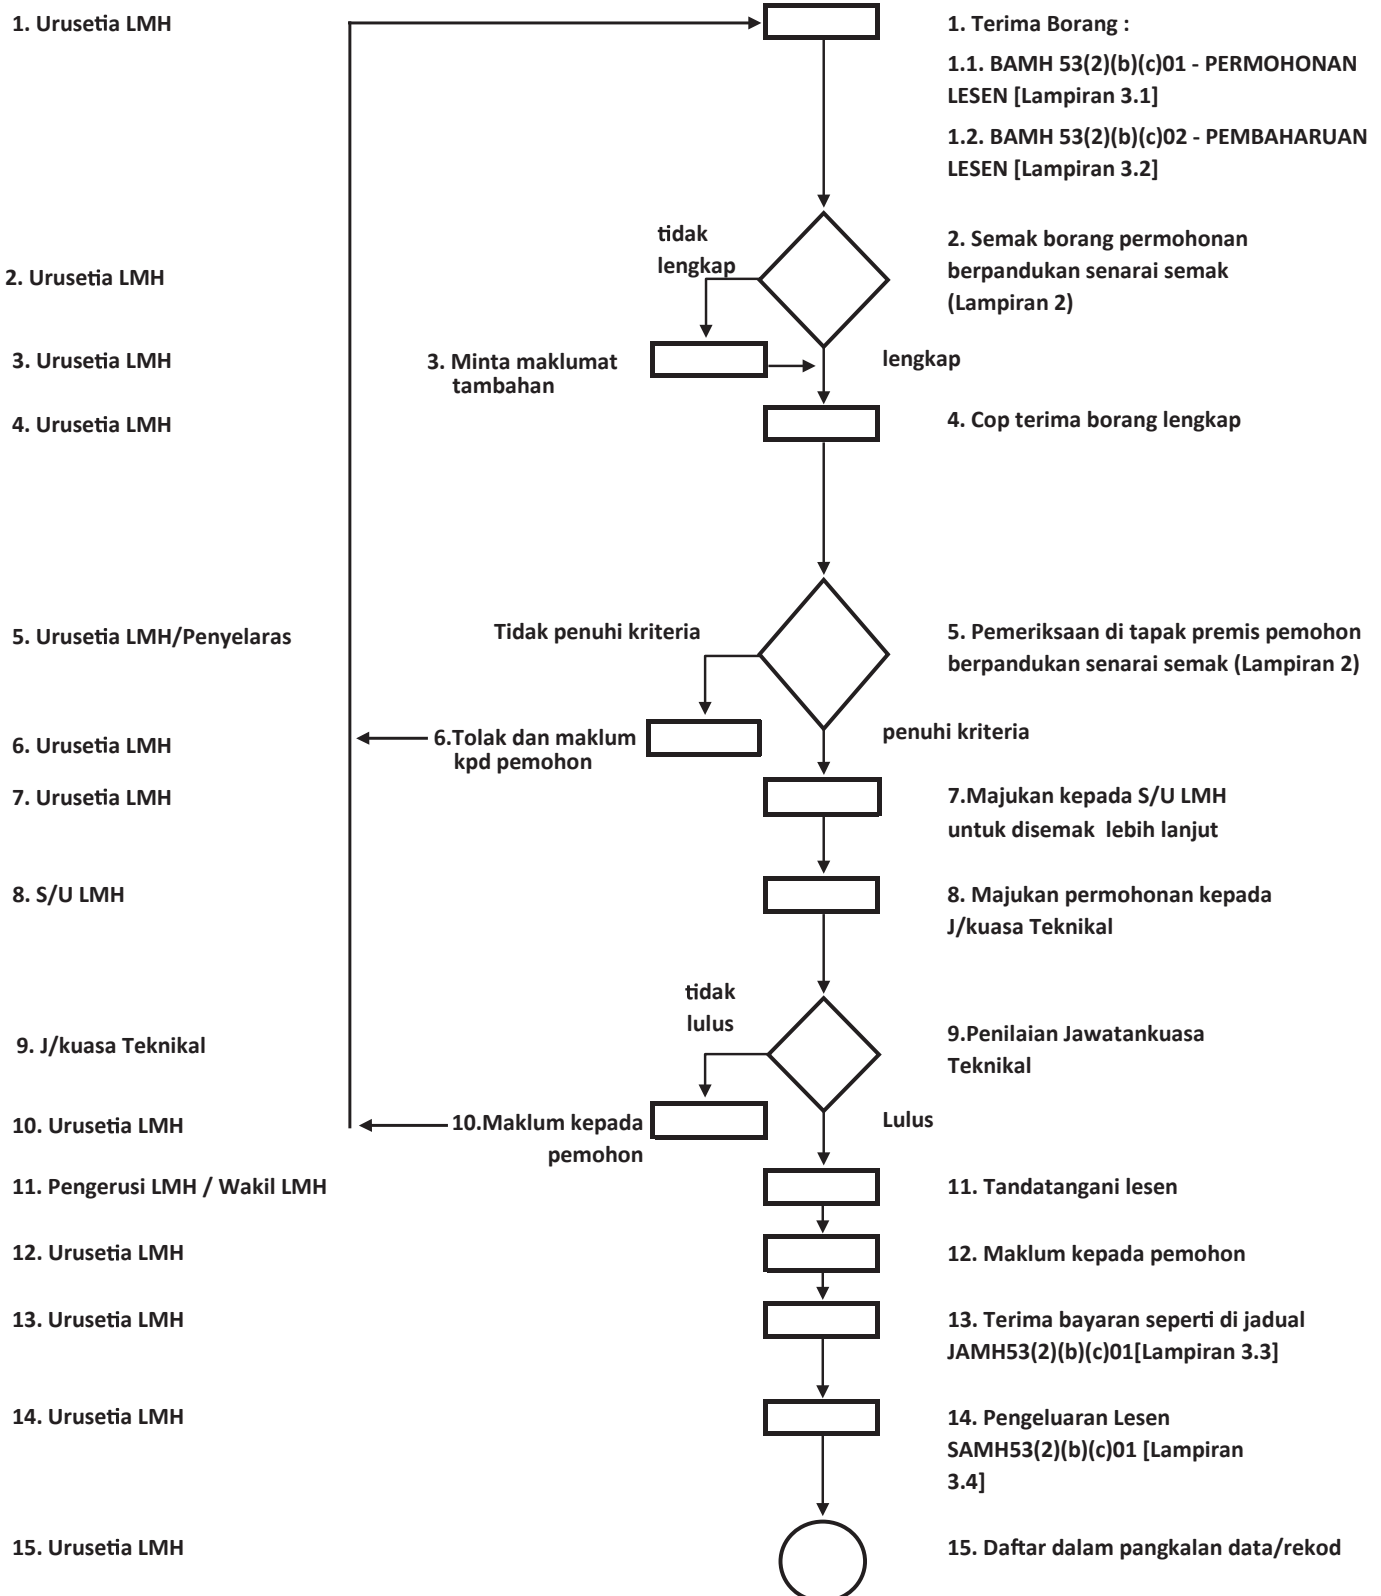 1. Urusetia LMH
1. Terima Borang :
1.1. BAMH 53(2)(b)(c)01 - PERMOHONAN
LESEN [Lampiran 3.1]
1.2. BAMH 53(2)(b)(c)02 - PEMBAHARUAN
LESEN [Lampiran 3.2]
2. Urusetia LMH
tidak
lengkap
2. Semak borang permohonan
berpandukan senarai semak
(Lampiran 2)
3. Urusetia LMH
3. Minta maklumat
tambahan
lengkap
4. Urusetia LMH
4. Cop terima borang lengkap
5. Urusetia LMH/Penyelaras
Tidak penuhi kriteria
5. Pemeriksaan di tapak premis pemohon
berpandukan senarai semak (Lampiran 2)
6. Urusetia LMH
6.Tolak dan maklum
kpd pemohon
penuhi kriteria
7. Urusetia LMH
7.Majukan kepada S/U LMH
untuk disemak lebih lanjut
8. S/U LMH
8. Majukan permohonan kepada
J/kuasa Teknikal
9. J/kuasa Teknikal
tidak
lulus
9.Penilaian Jawatankuasa
Teknikal
10. Urusetia LMH
10.Maklum kepada
pemohon
Lulus
11. Pengerusi LMH / Wakil LMH
11. Tandatangani lesen
12. Urusetia LMH
12. Maklum kepada pemohon
13. Urusetia LMH
13. Terima bayaran seperti di jadual
JAMH53(2)(b)(c)01[Lampiran 3.3]
14. Urusetia LMH
14. Pengeluaran Lesen
SAMH53(2)(b)(c)01 [Lampiran
3.4]
15. Urusetia LMH
15. Daftar dalam pangkalan data/rekod